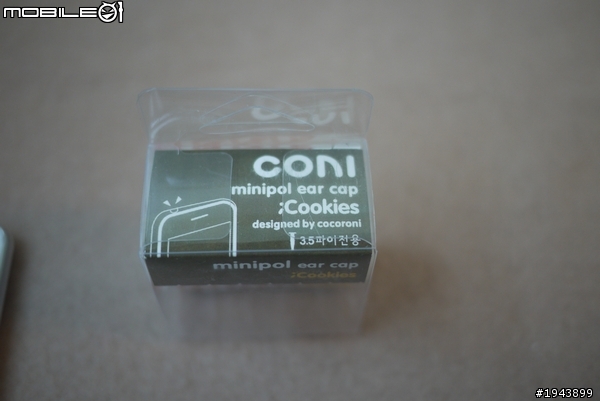 MOBILE01
coni
minipol ear cap
:Cookies
designed by cocoroni
3.5파이전용
minipol ear cap
:Cookies
#1943899